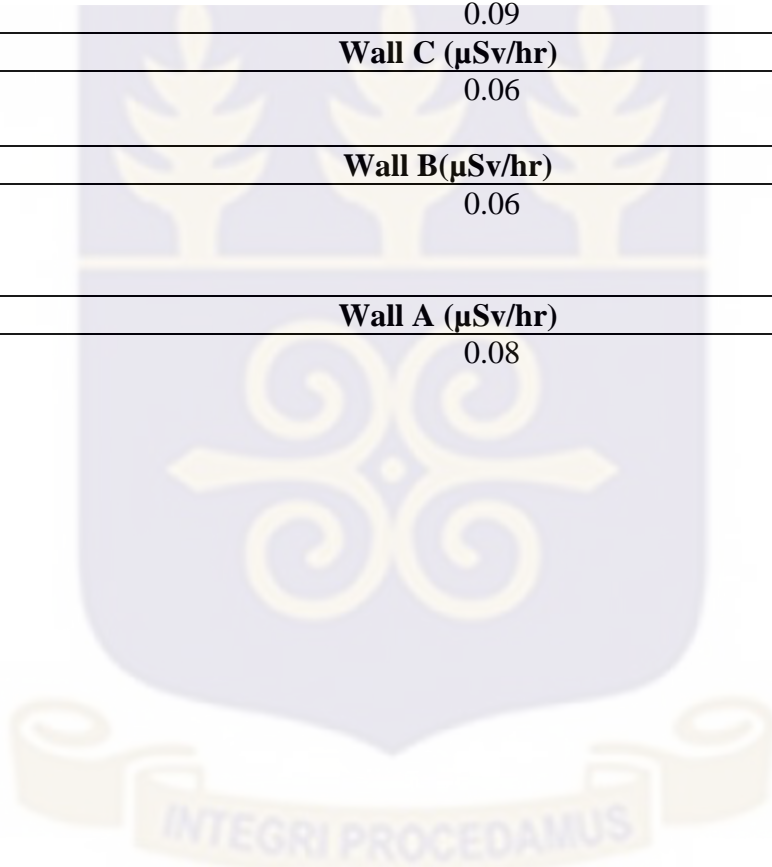 0.09
Wall C (µSv/hr)
0.06
Wall B(µSv/hr)
0.06
Wall A (µSv/hr)
0.08
INTEGRI PROCEDAMUS